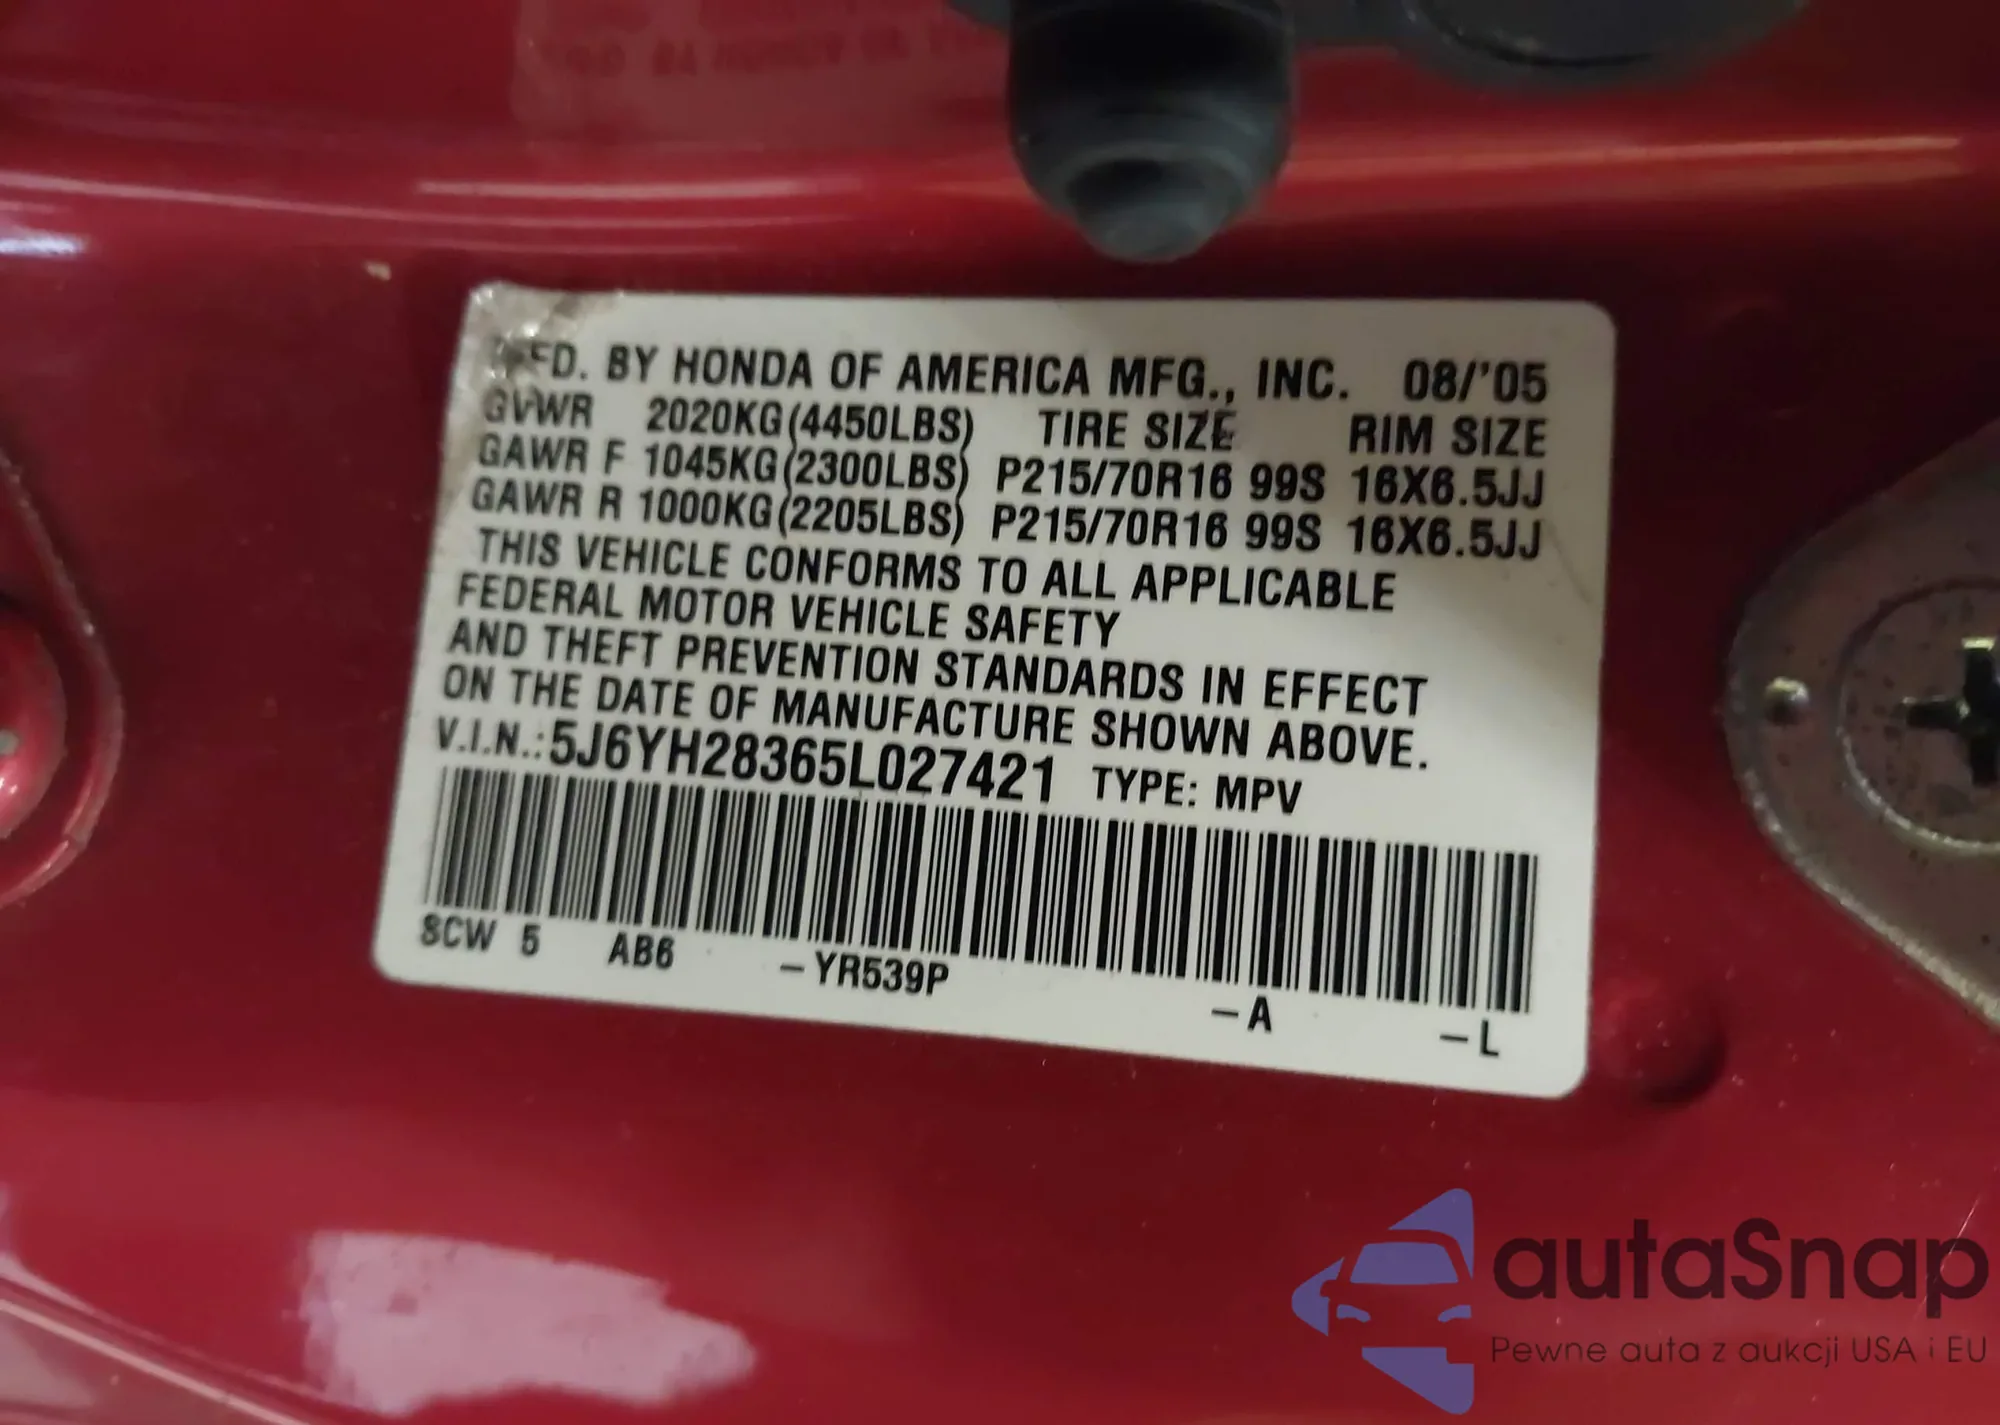 MFD. BY HONDA OF AMERICA MFG., INC. 08/'05
GVWR 2020KG(4450LBS) TIRE SIZE RIM SIZE
GAWR F 1045KG(2300LBS) P215/70R16 99S 16X6.5JJ
GAWR R 1000KG(2205LBS) P215/70R16 99S 16X6.5JJ
THIS VEHICLE CONFORMS TO ALL APPLICABLE
FEDERAL MOTOR VEHICLE SAFETY
AND THEFT PREVENTION STANDARDS IN EFFECT
ON THE DATE OF MANUFACTURE SHOWN ABOVE.
V.I.N.:5J6YH28365L027421 TYPE: MPV
SCW 5 AB6 -YR539P -A -L
autaSnap
Pewne auta z aukcji USA i EU